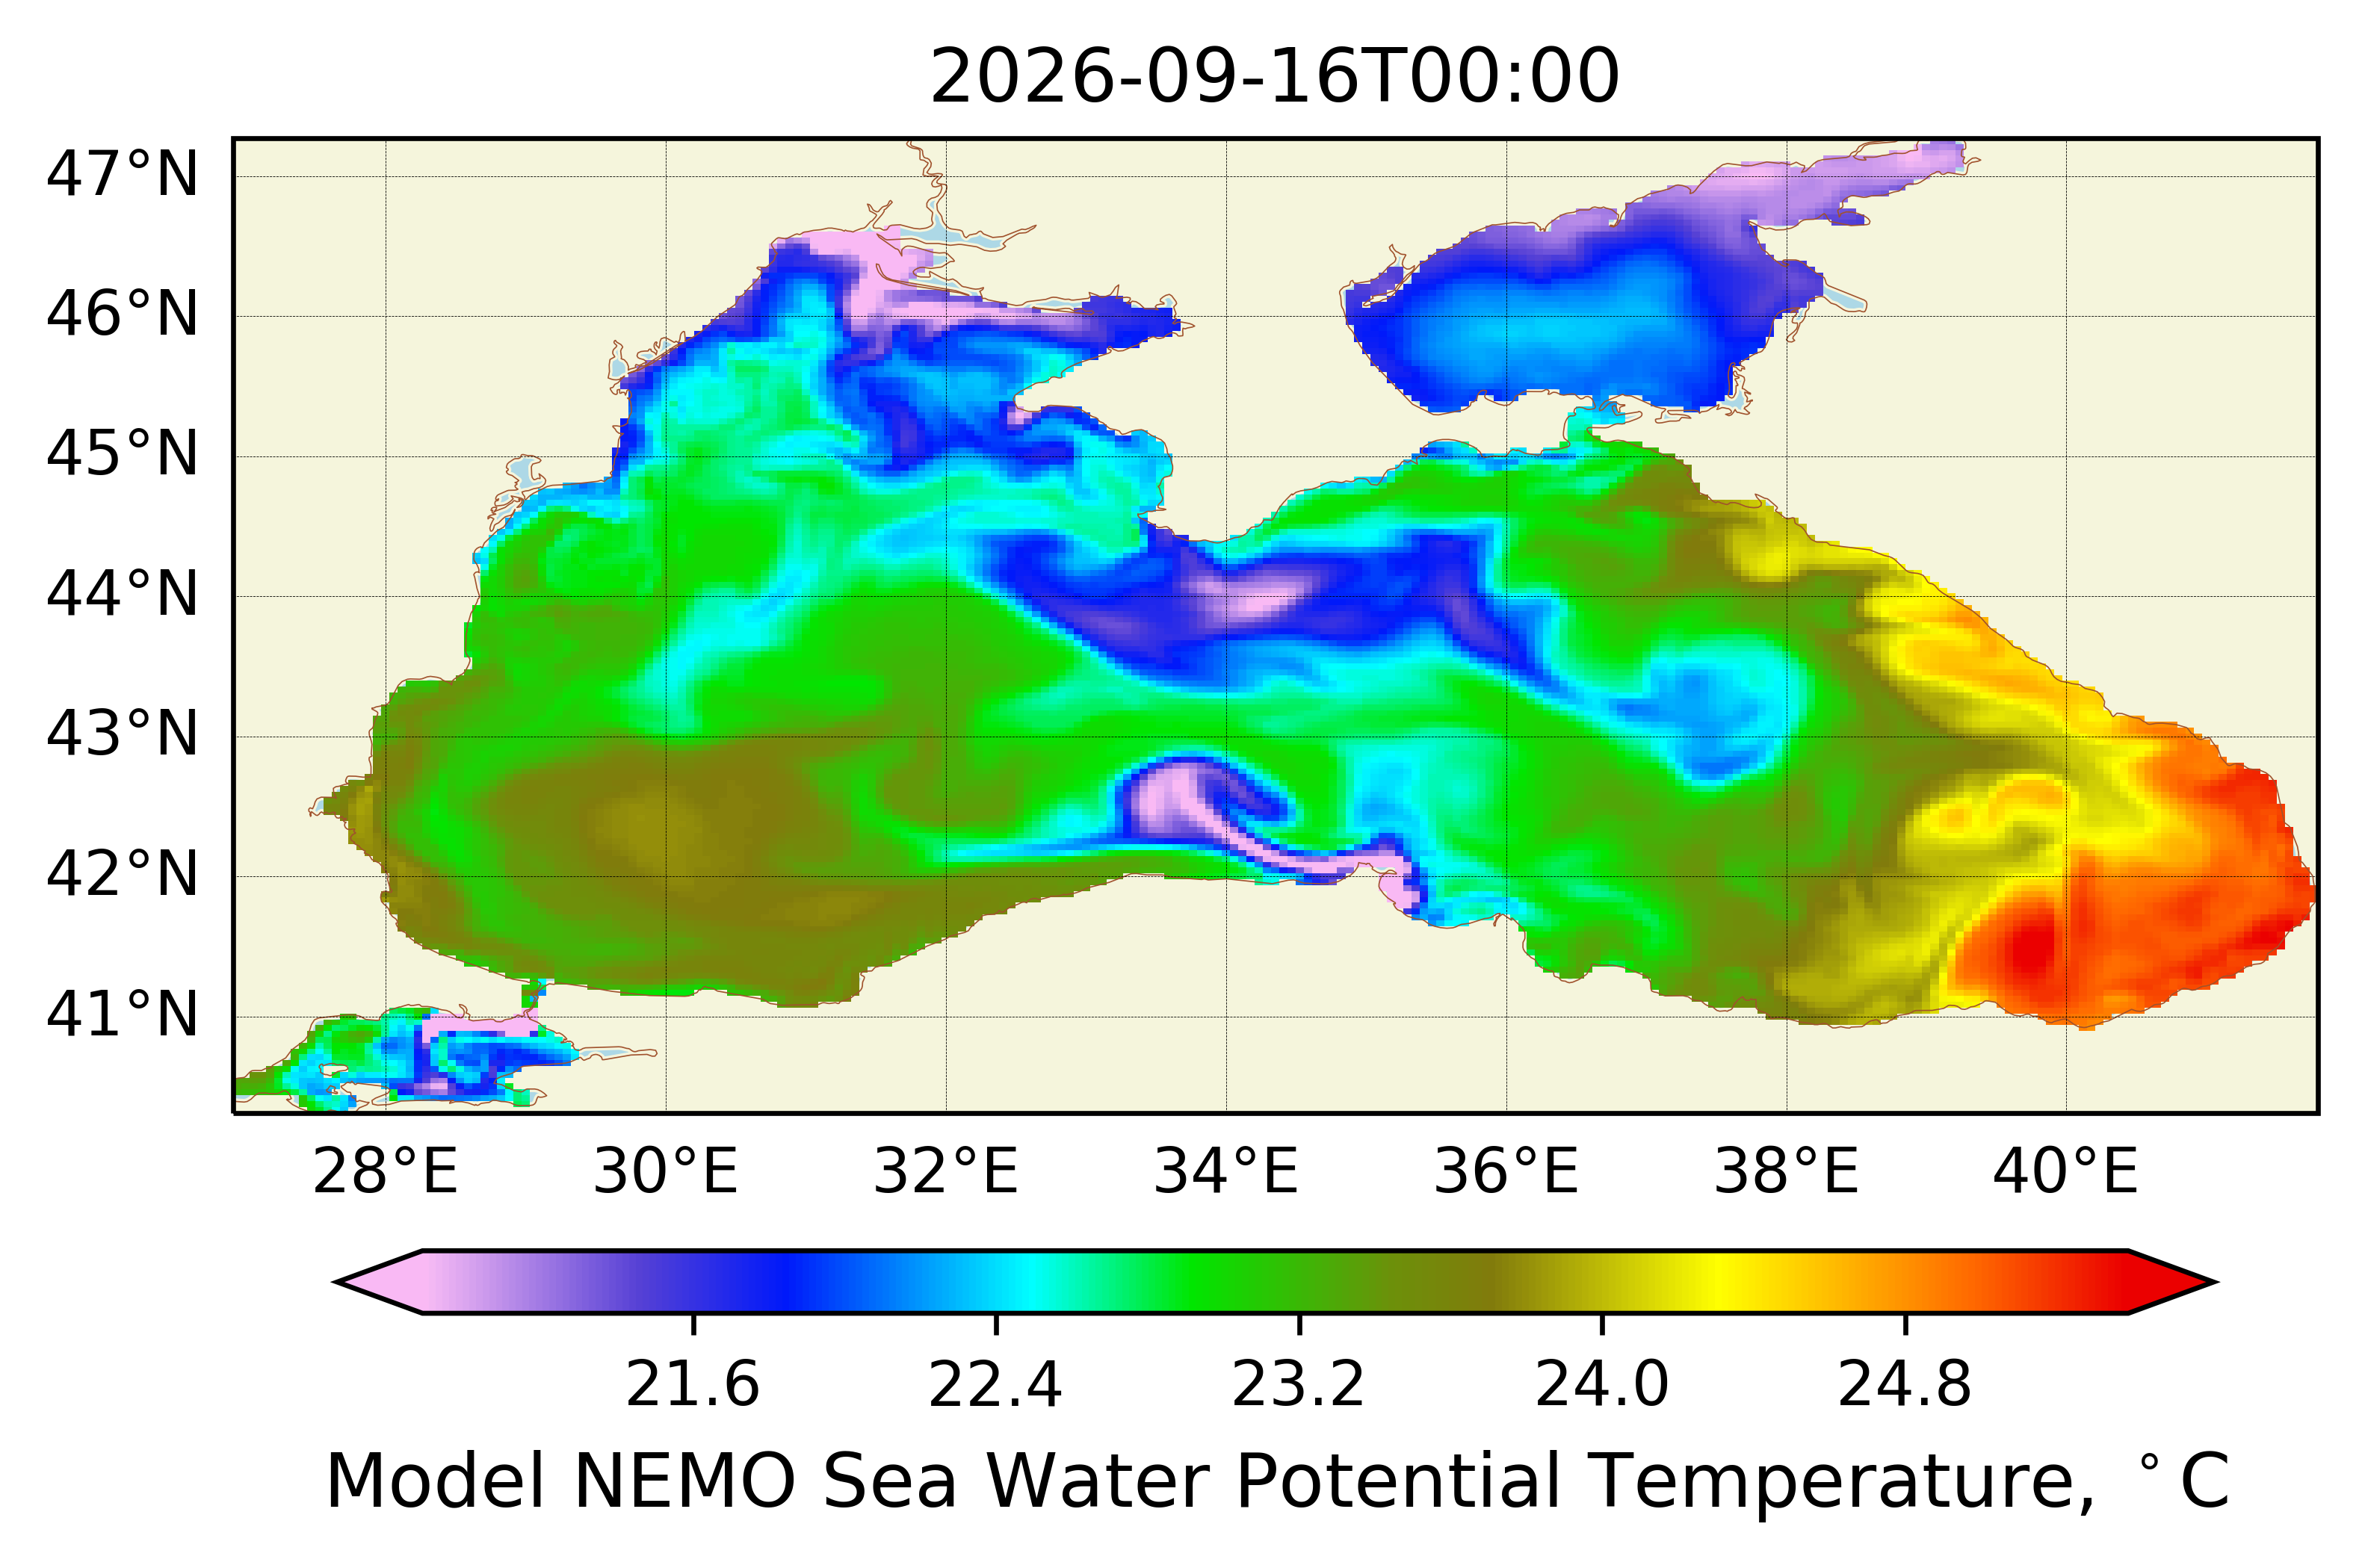 2026-09-16T00:00
47°N
46°N
45°N
44°N
43°N
42°N
41°N
28°E 30°E 32°E 34°E 36°E 38°E 40°E
21.6 22.4 23.2 24.0 24.8
Model NEMO Sea Water Potential Temperature, °C